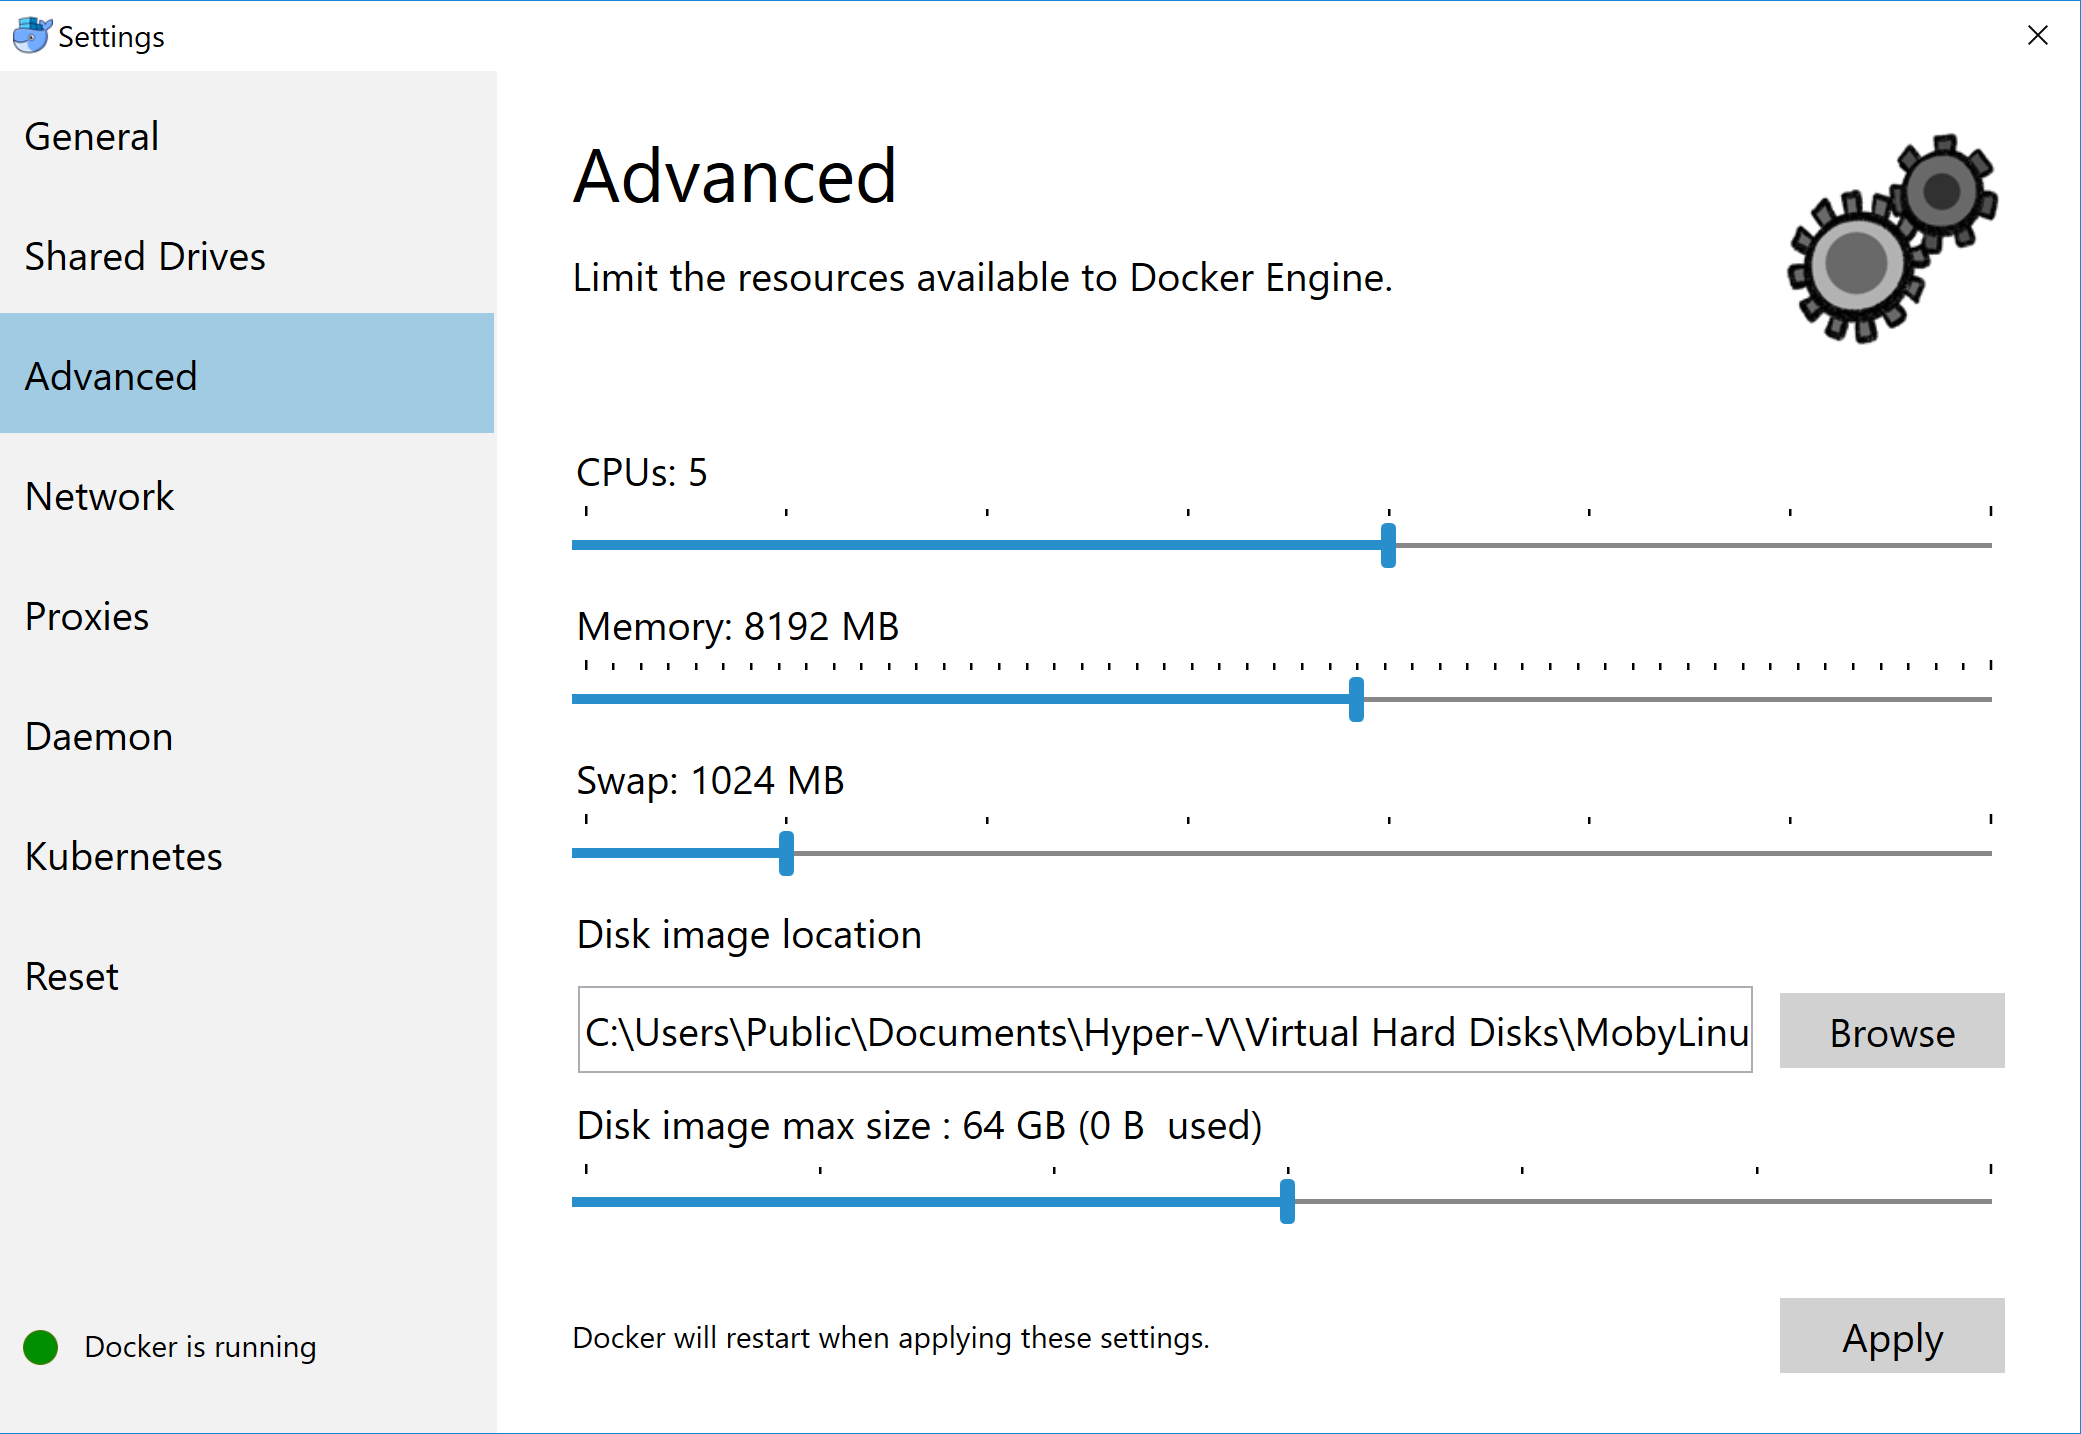 Settings
General
Shared Drives
Advanced
Network
Proxies
Daemon
Kubernetes
Reset
Docker is running
Advanced
Limit the resources available to Docker Engine.
CPUs: 5
Memory: 8192 MB
Swap: 1024 MB
Disk image location
C:\Users\Public\Documents\Hyper-V\Virtual Hard Disks\MobyLinu
Browse
Disk image max size : 64 GB (0 B  used)
Docker will restart when applying these settings.
Apply